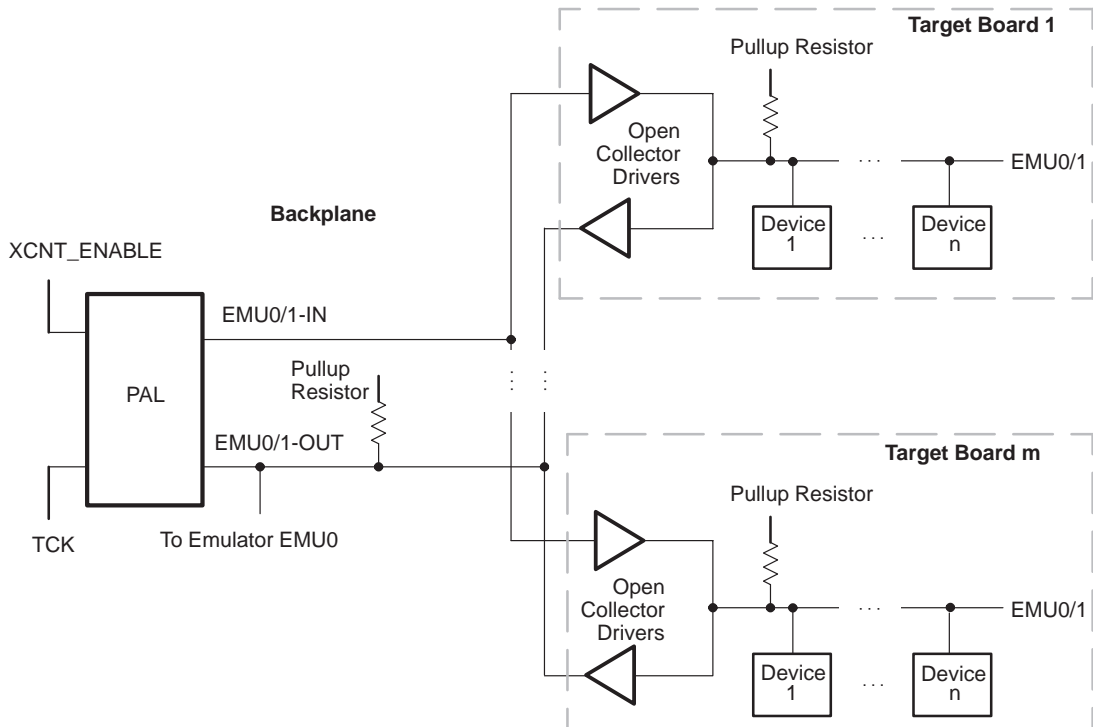 Target Board 1
Pullup Resistor
Open
Collector
Drivers
. . .
EMU0/1
Device
1
. . .
Device
n
Backplane
XCNT_ENABLE
EMU0/1-IN
PAL
Pullup
Resistor
. . .
. . .
EMU0/1-OUT
TCK
To Emulator EMU0
Target Board m
Pullup Resistor
Open
Collector
Drivers
. . .
EMU0/1
Device
1
. . .
Device
n